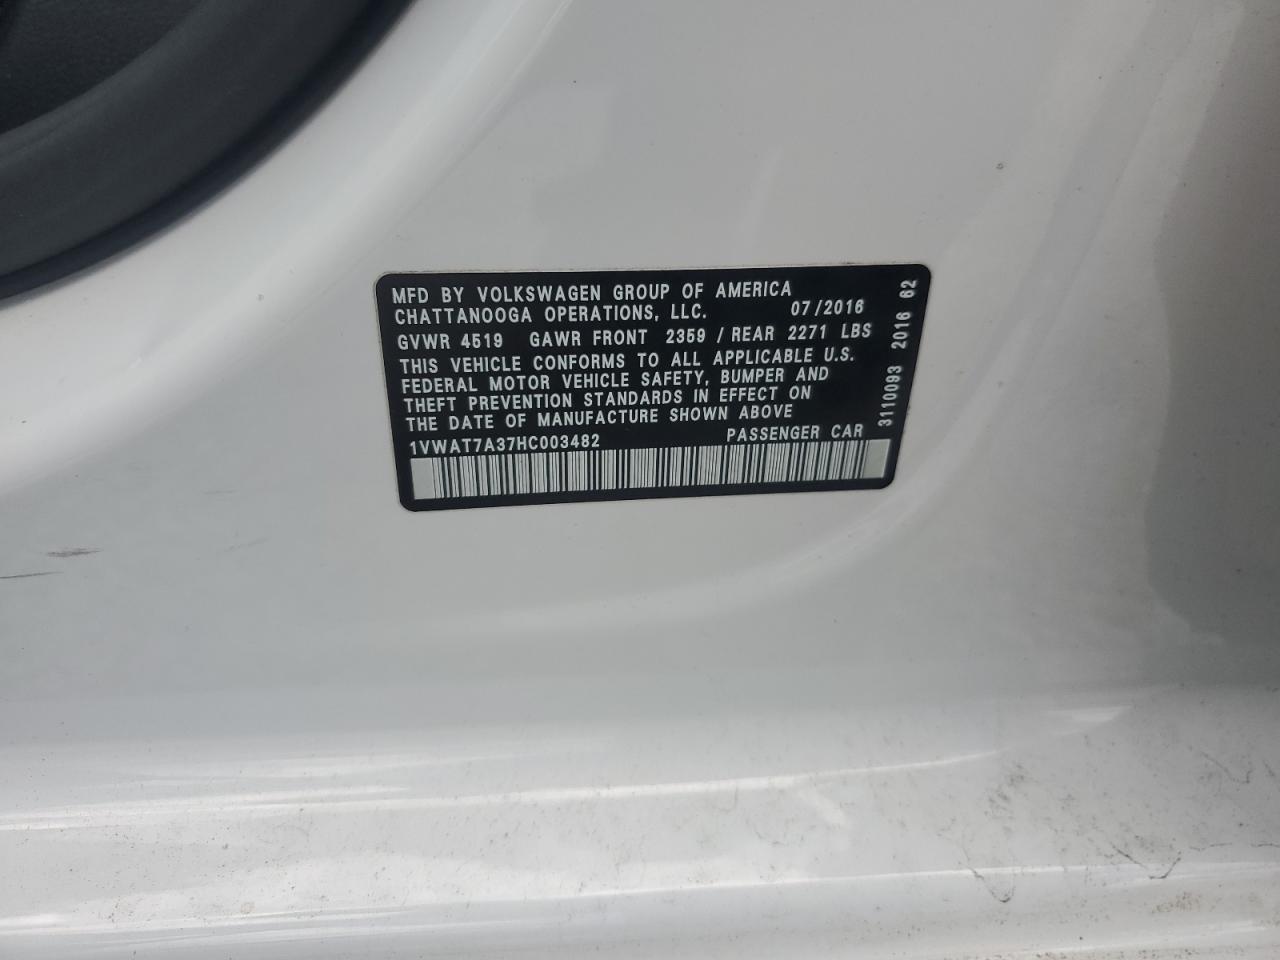 MFD BY VOLKSWAGEN GROUP OF AMERICA
CHATTANOOGA OPERATIONS, LLC. 07/2016
GVWR 4519 GAWR FRONT 2359 / REAR 2271 LBS
THIS VEHICLE CONFORMS TO ALL APPLICABLE U.S.
FEDERAL MOTOR VEHICLE SAFETY, BUMPER AND
THEFT PREVENTION STANDARDS IN EFFECT ON
THE DATE OF MANUFACTURE SHOWN ABOVE
1VWAT7A37HC003482 PASSENGER CAR
3110093 2016 62